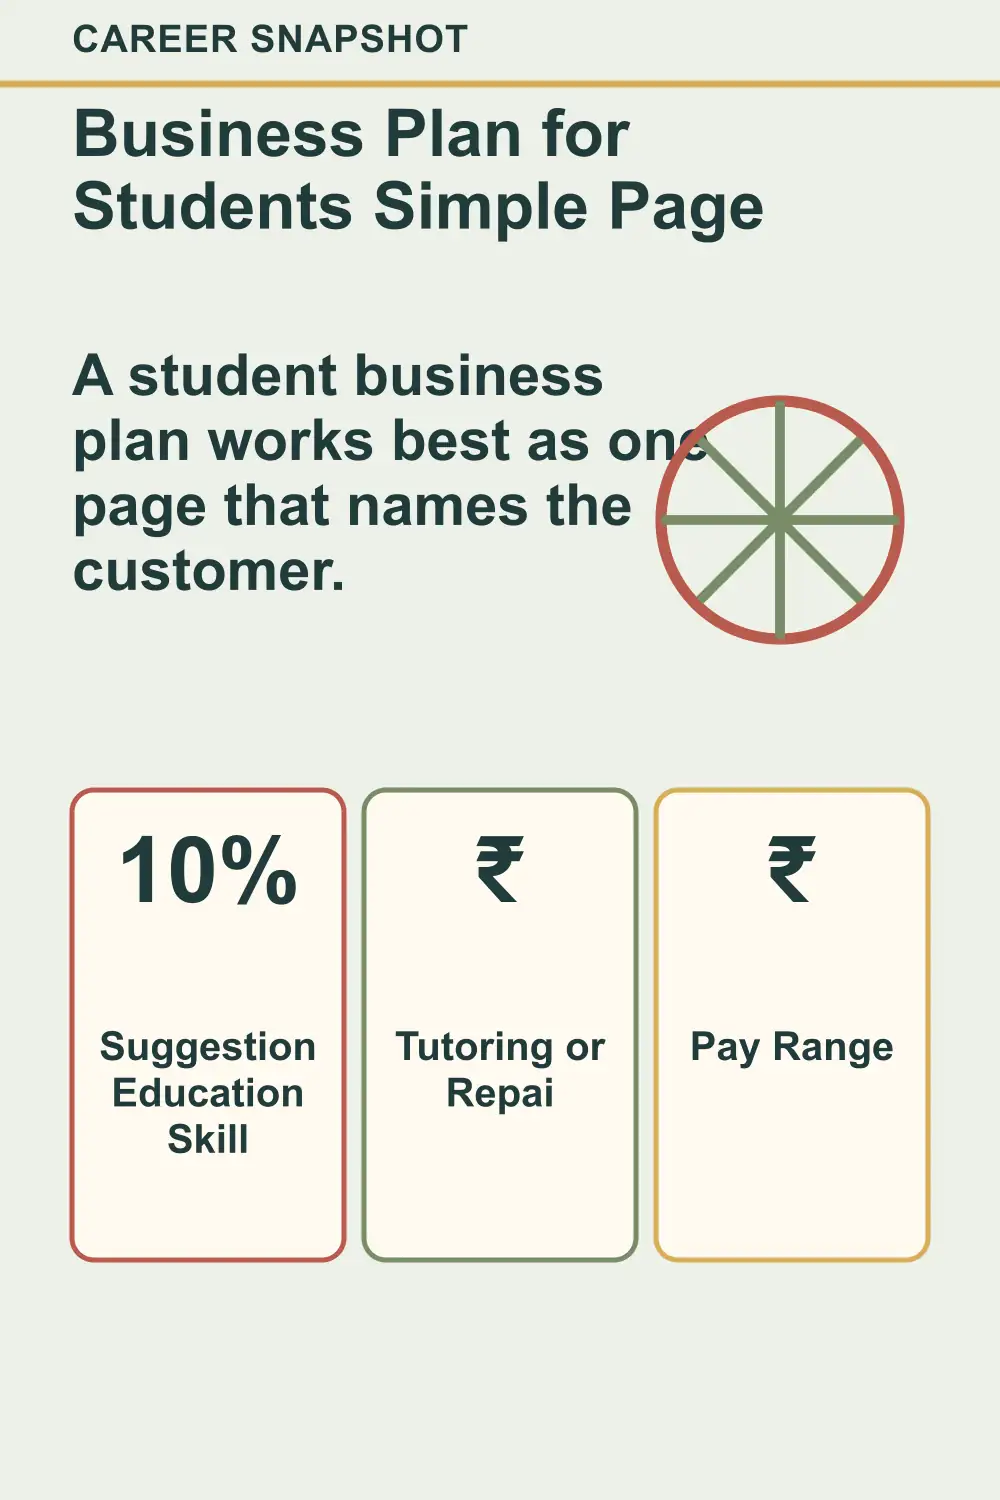 CAREER SNAPSHOT
Business Plan for
Students Simple Page
A student business
plan works best as one
page that names the
customer.
10%
Suggestion
Education
Skill
₹
Tutoring or
Repai
₹
Pay Range